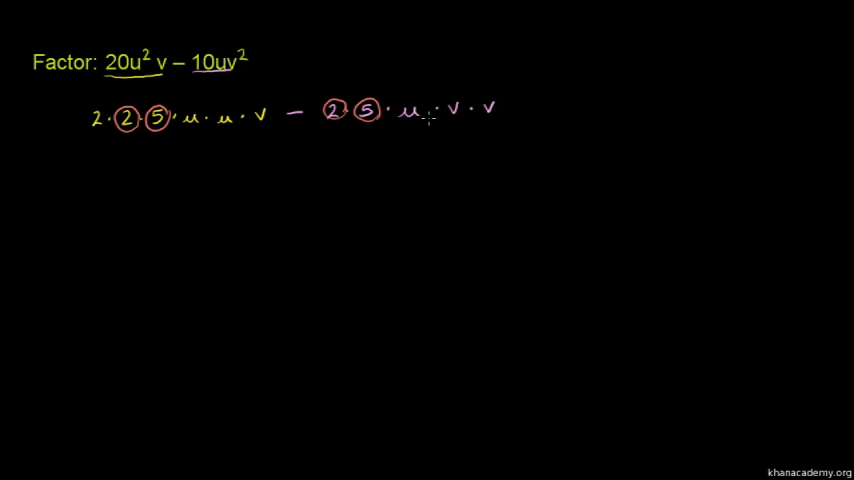 Factor: 20u² v – 10uv²
2 · 2 · 5 · u · u · v − 2 · 5 · u · v · v
khanacademy.org